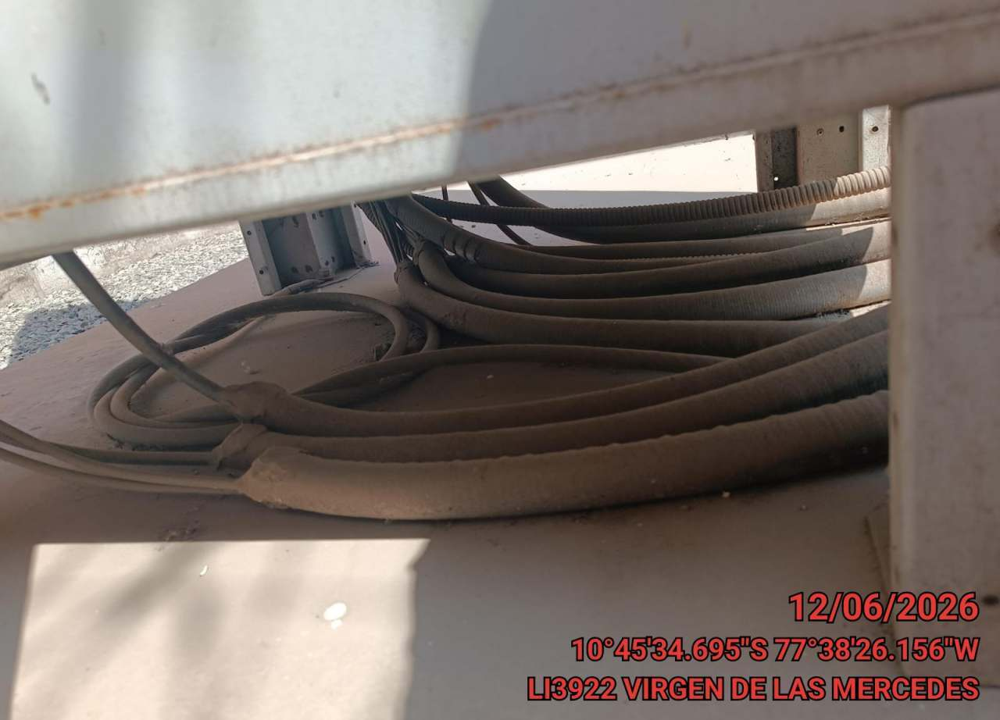 12/06/2026
10°45'34.695"S 77°38'26.156"W
LI3922 VIRGEN DE LAS MERCEDES